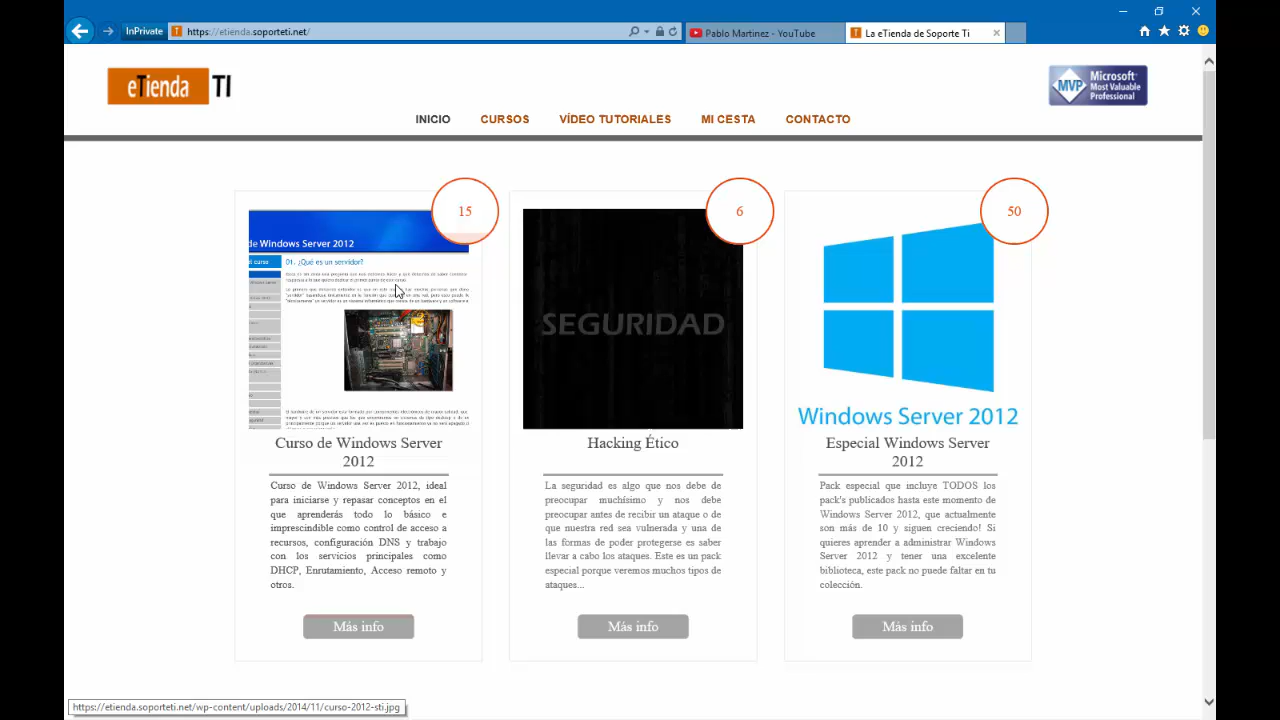 InPrivate
https://etienda.soporteti.net/
Pablo Martinez - YouTube
La eTienda de Soporte Ti
eTienda TI
Microsoft
MVP Most Valuable
Professional
INICIO CURSOS VÍDEO TUTORIALES MI CESTA CONTACTO
15
de Windows Server 2012
01. ¿Qué es un servidor?
Curso de Windows Server
2012
Curso de Windows Server 2012, ideal
para iniciarse y repasar conceptos en el
que aprenderás todo lo básico e
imprescindible como control de acceso a
recursos, configuración DNS y trabajo
con los servicios principales como
DHCP, Enrutamiento, Acceso remoto y
otros.
Más info
6
SEGURIDAD
Hacking Ético
La seguridad es algo que nos debe de
preocupar muchísimo y nos debe
preocupar antes de recibir un ataque o de
que nuestra red sea vulnerada y una de
las formas de poder protegerse es saber
llevar a cabo los ataques. Este es un pack
especial porque veremos muchos tipos de
ataques...
Más info
50
Windows Server 2012
Especial Windows Server
2012
Pack especial que incluye TODOS los
pack's publicados hasta este momento de
Windows Server 2012, que actualmente
son más de 10 y siguen creciendo! Si
quieres aprender a administrar Windows
Server 2012 y tener una excelente
biblioteca, este pack no puede faltar en tu
colección.
Más info
https://etienda.soporteti.net/wp-content/uploads/2014/11/curso-2012-sti.jpg